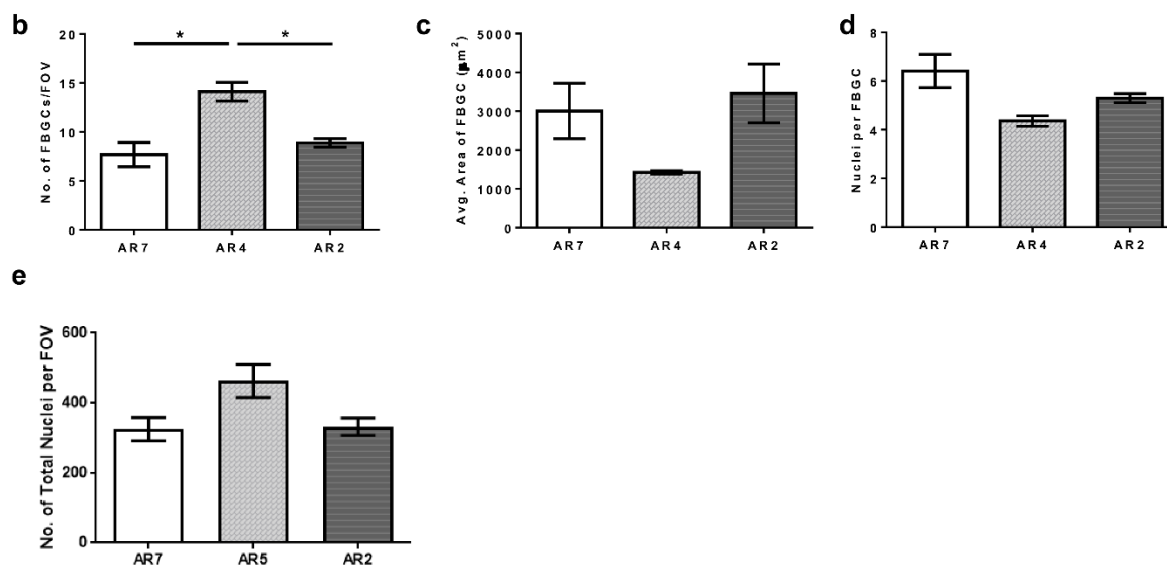 b
No. of FBGCs/FOV
20
15
10
5
0
* *
AR7 AR4 AR2
c
Avg. Area of FBGC (µm²)
5000
4000
3000
2000
1000
0
AR7 AR4 AR2
d
Nuclei per FBGC
8
6
4
2
0
AR7 AR4 AR2
e
No. of Total Nuclei per FOV
600
400
200
0
AR7 AR5 AR2